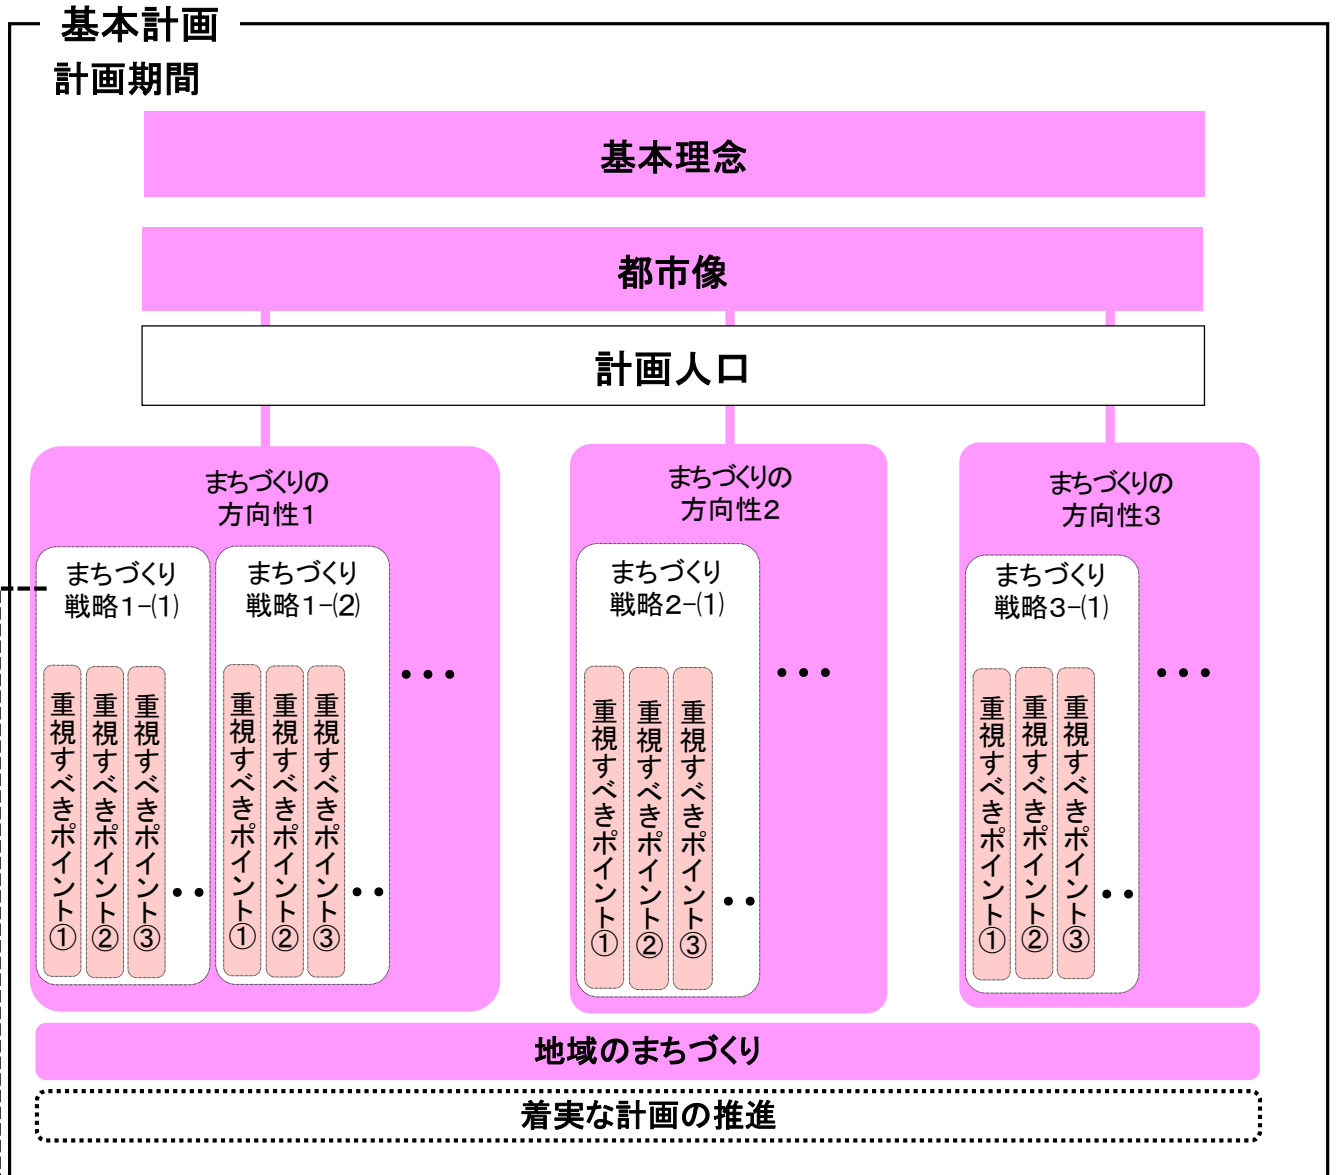 基本計画
計画期間
基本理念
都市像
計画人口
まちづくりの
方向性1
まちづくり
戦略1-(1)
重視すべきポイント①
重視すべきポイント②
重視すべきポイント③
まちづくり
戦略1-(2)
重視すべきポイント①
重視すべきポイント②
重視すべきポイント③
まちづくりの
方向性2
まちづくり
戦略2-(1)
重視すべきポイント①
重視すべきポイント②
重視すべきポイント③
まちづくりの
方向性3
まちづくり
戦略3-(1)
重視すべきポイント①
重視すべきポイント②
重視すべきポイント③
地域のまちづくり
着実な計画の推進